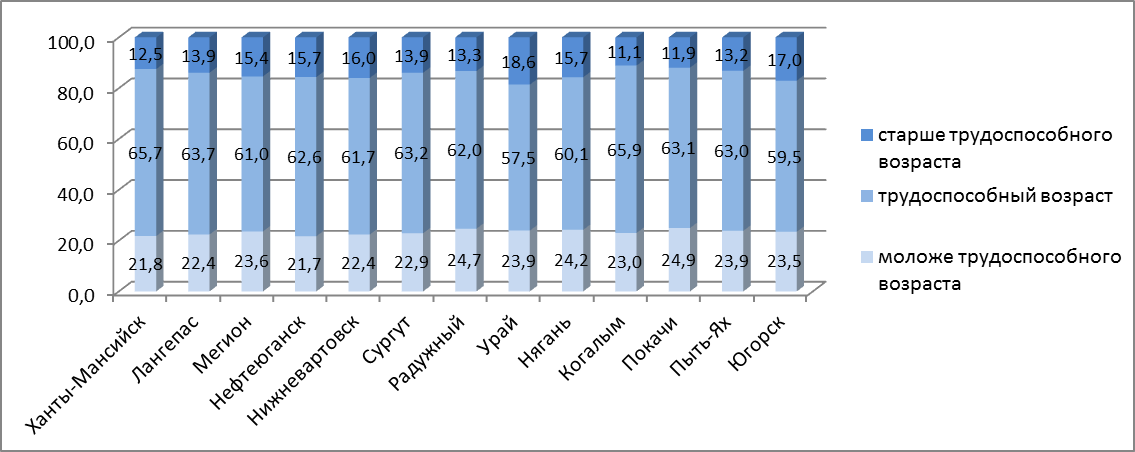 100,0
80,0
60,0
40,0
20,0
0,0
12,5 13,9 15,4 15,7 16,0 13,9 13,3 18,6 15,7 11,1 11,9 13,2 17,0
65,7 63,7 61,0 62,6 61,7 63,2 62,0 57,5 60,1 65,9 63,1 63,0 59,5
21,8 22,4 23,6 21,7 22,4 22,9 24,7 23,9 24,2 23,0 24,9 23,9 23,5
Ханты-Мансийск
Лангепас
Мегион
Нефтеюганск
Нижневартовск
Сургут
Радужный
Урай
Нягань
Когалым
Покачи
Пыть-Ях
Югорск
старше трудоспособного
возраста
трудоспособный возраст
моложе трудоспособного
возраста